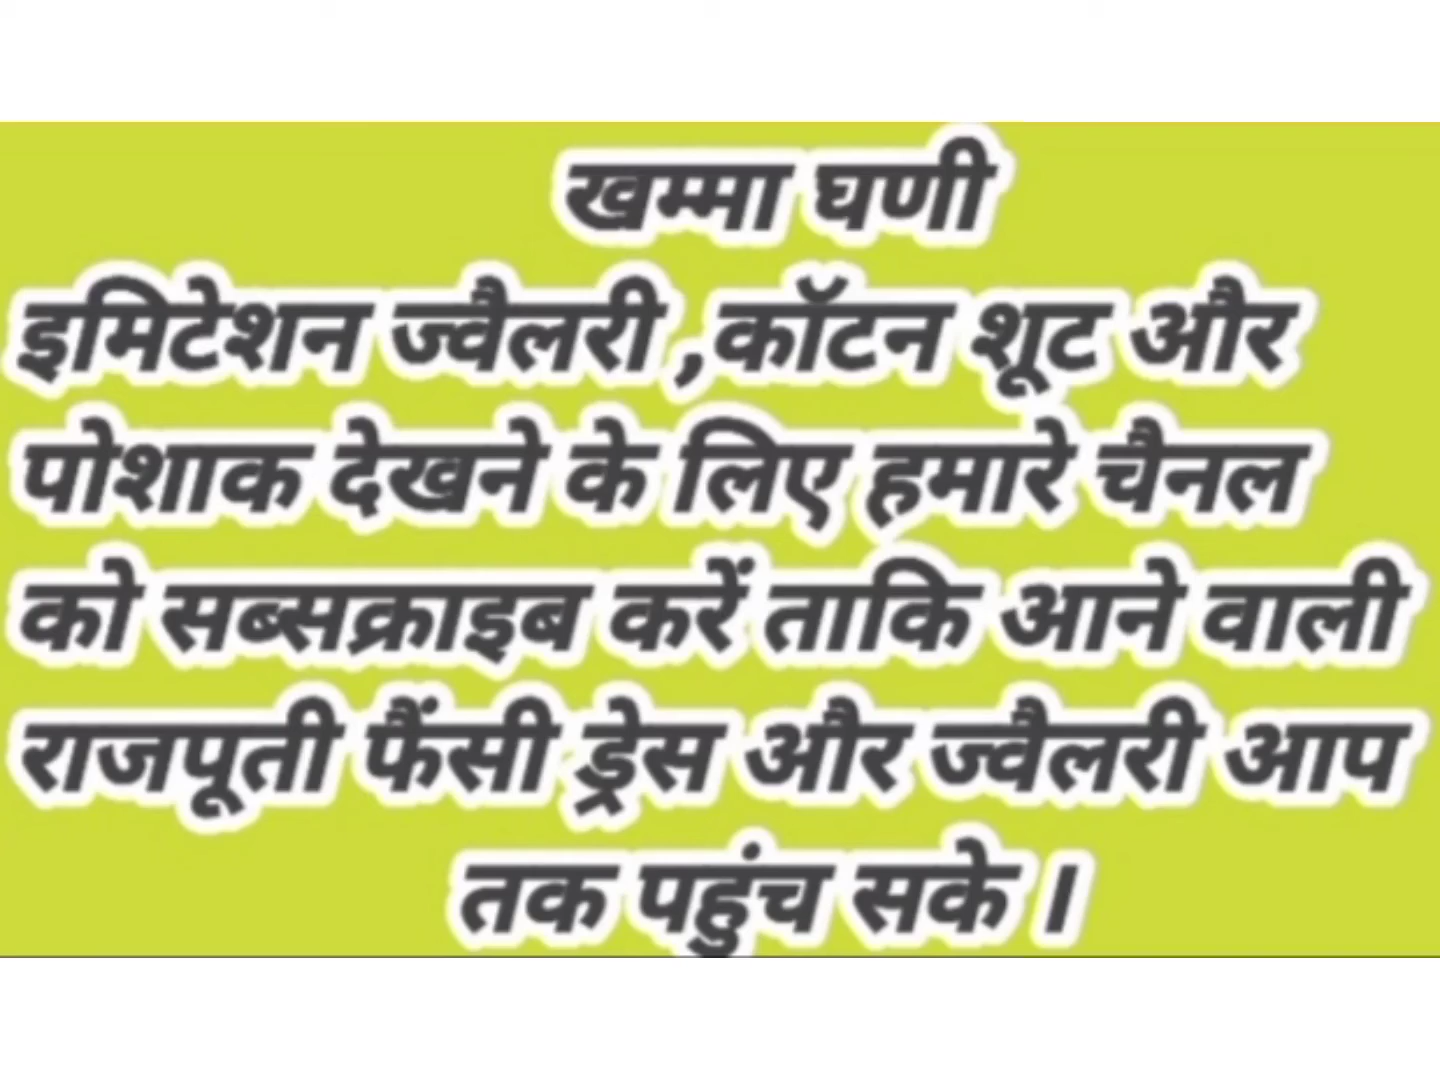 खम्मा घणी
इमिटेशन ज्वैलरी ,कॉटन शूट और
पोशाक देखने के लिए हमारे चैनल
को सब्सक्राइब करें ताकि आने वाली
राजपूती फैंसी ड्रेस और ज्वैलरी आप
तक पहुंच सके ।